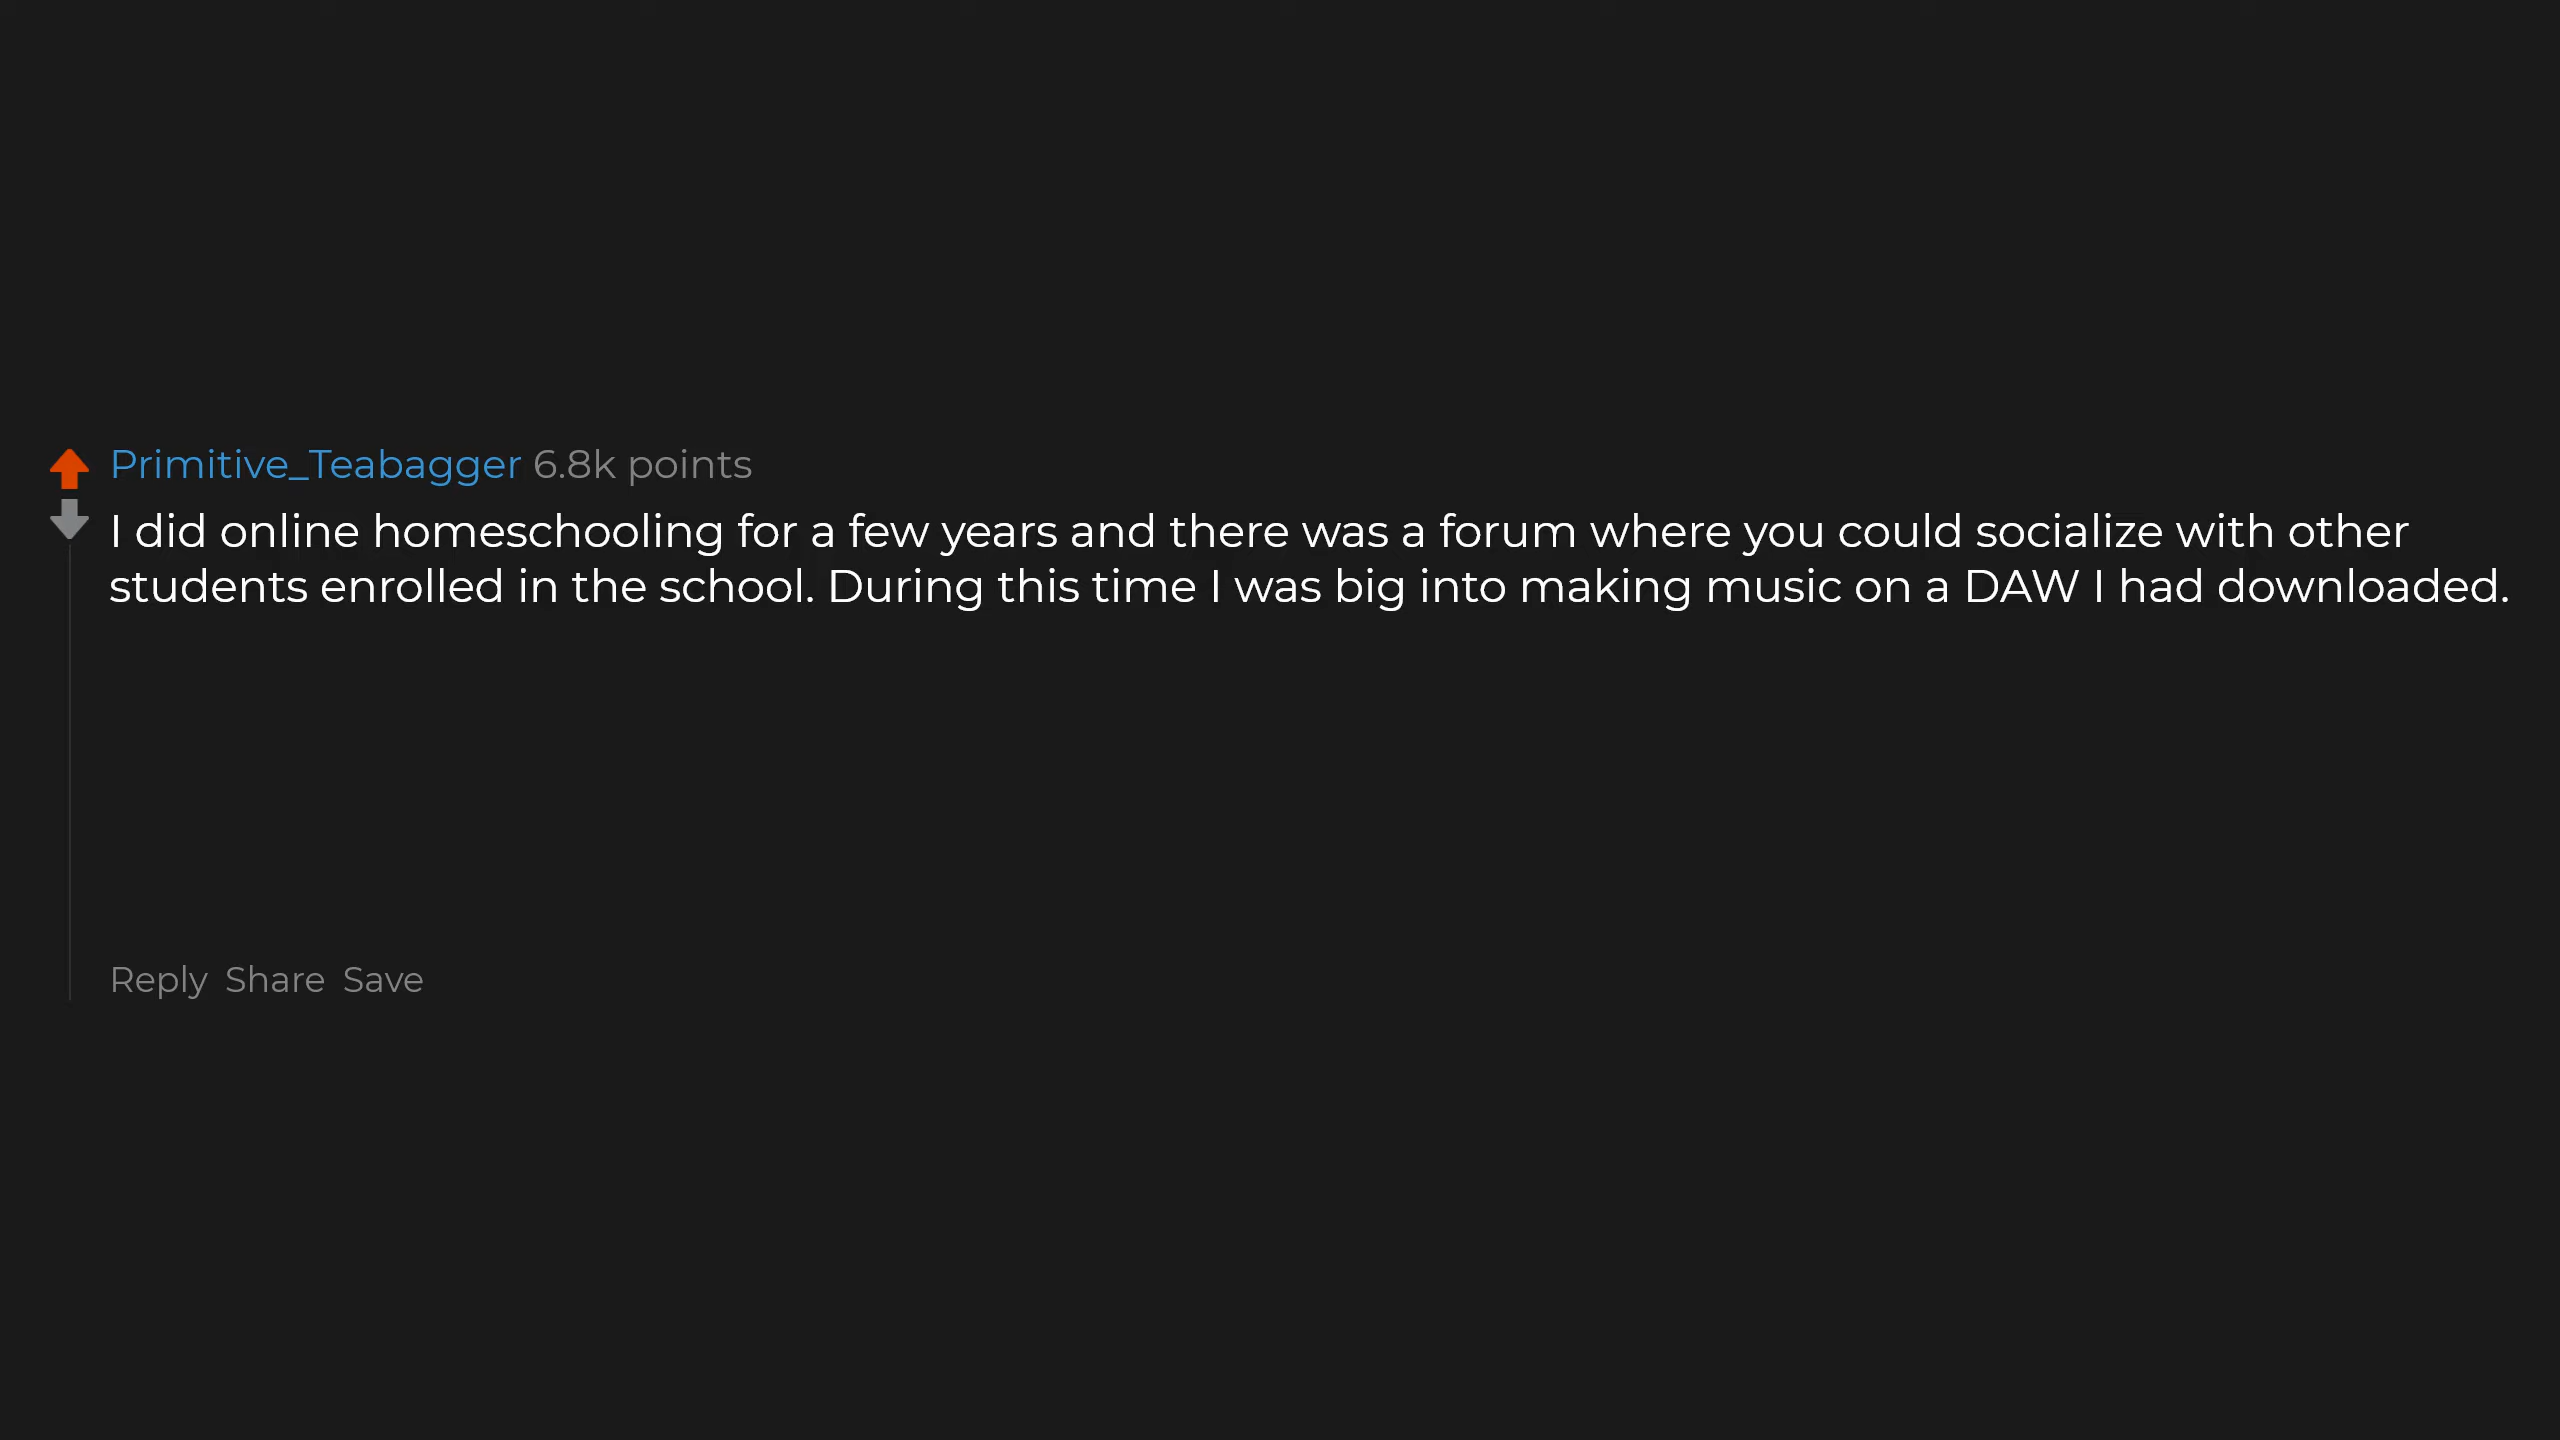 Primitive_Teabagger 6.8k points
I did online homeschooling for a few years and there was a forum where you could socialize with other
students enrolled in the school. During this time I was big into making music on a DAW I had downloaded.
Reply Share Save